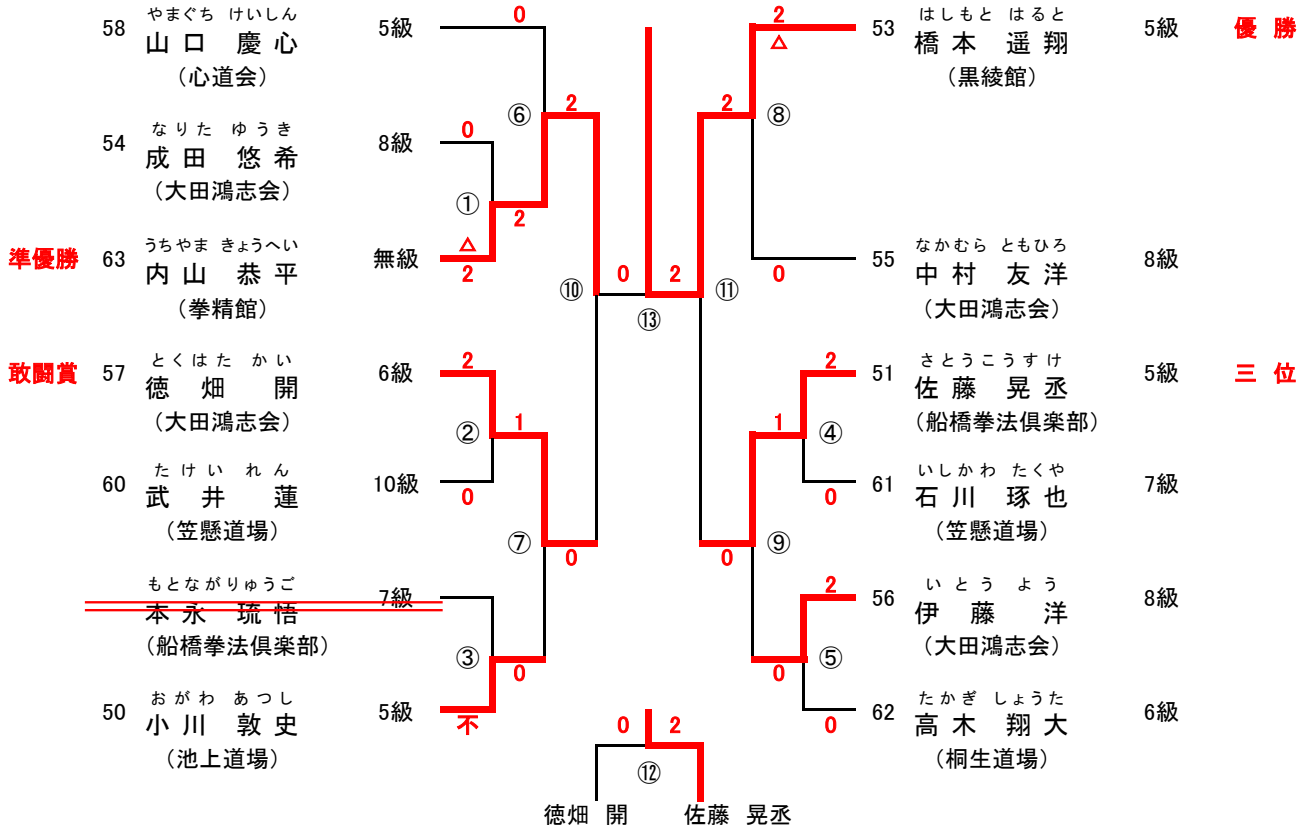 やまぐち けいしん
58 山口 慶心 5級 0
（心道会）
⑥ 2
なりた ゆうき
54 成田 悠希 8級 0
（大田鴻志会）
① 2
うちやま きょうへい
準優勝 63 内山 恭平 無級 △ 2
（拳精館）
⑩ 0
とくはた かい
敢闘賞 57 徳畑 開 6級 2
（大田鴻志会）
② 1
たけい れん
60 武井 蓮 10級 0
（笠懸道場）
⑦ 0
もとながりゅうご
本永 琉悟 7級
（船橋拳法倶楽部）
③ 0
おがわ あつし
50 小川 敦史 5級 不
（池上道場）
はしもと はると
2 △ 53 橋本 遥翔 5級 優勝
（黒綾館）
2 ⑧
なかむら ともひろ
0 55 中村 友洋 8級
（大田鴻志会）
2 ⑪
⑬
さとうこうすけ
2 51 佐藤 晃丞 5級 三位
（船橋拳法倶楽部）
1 ④
いしかわ たくや
0 61 石川 琢也 7級
（笠懸道場）
0 ⑨
いとう よう
2 56 伊藤 洋 8級
（大田鴻志会）
0 ⑤
たかぎ しょうた
0 62 高木 翔大 6級
（桐生道場）
0 2
⑫
徳畑 開 佐藤 晃丞